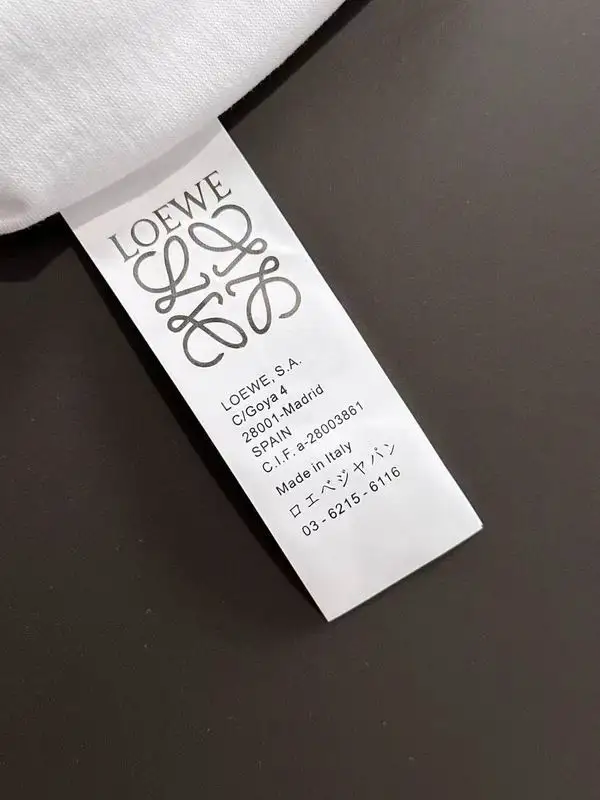 LOEWE
LOEWE, S.A.
C/Goya 4
28001-Madrid
SPAIN
C.I.F. a-28003861
Made in Italy
ロエベジャパン
03-6215-6116